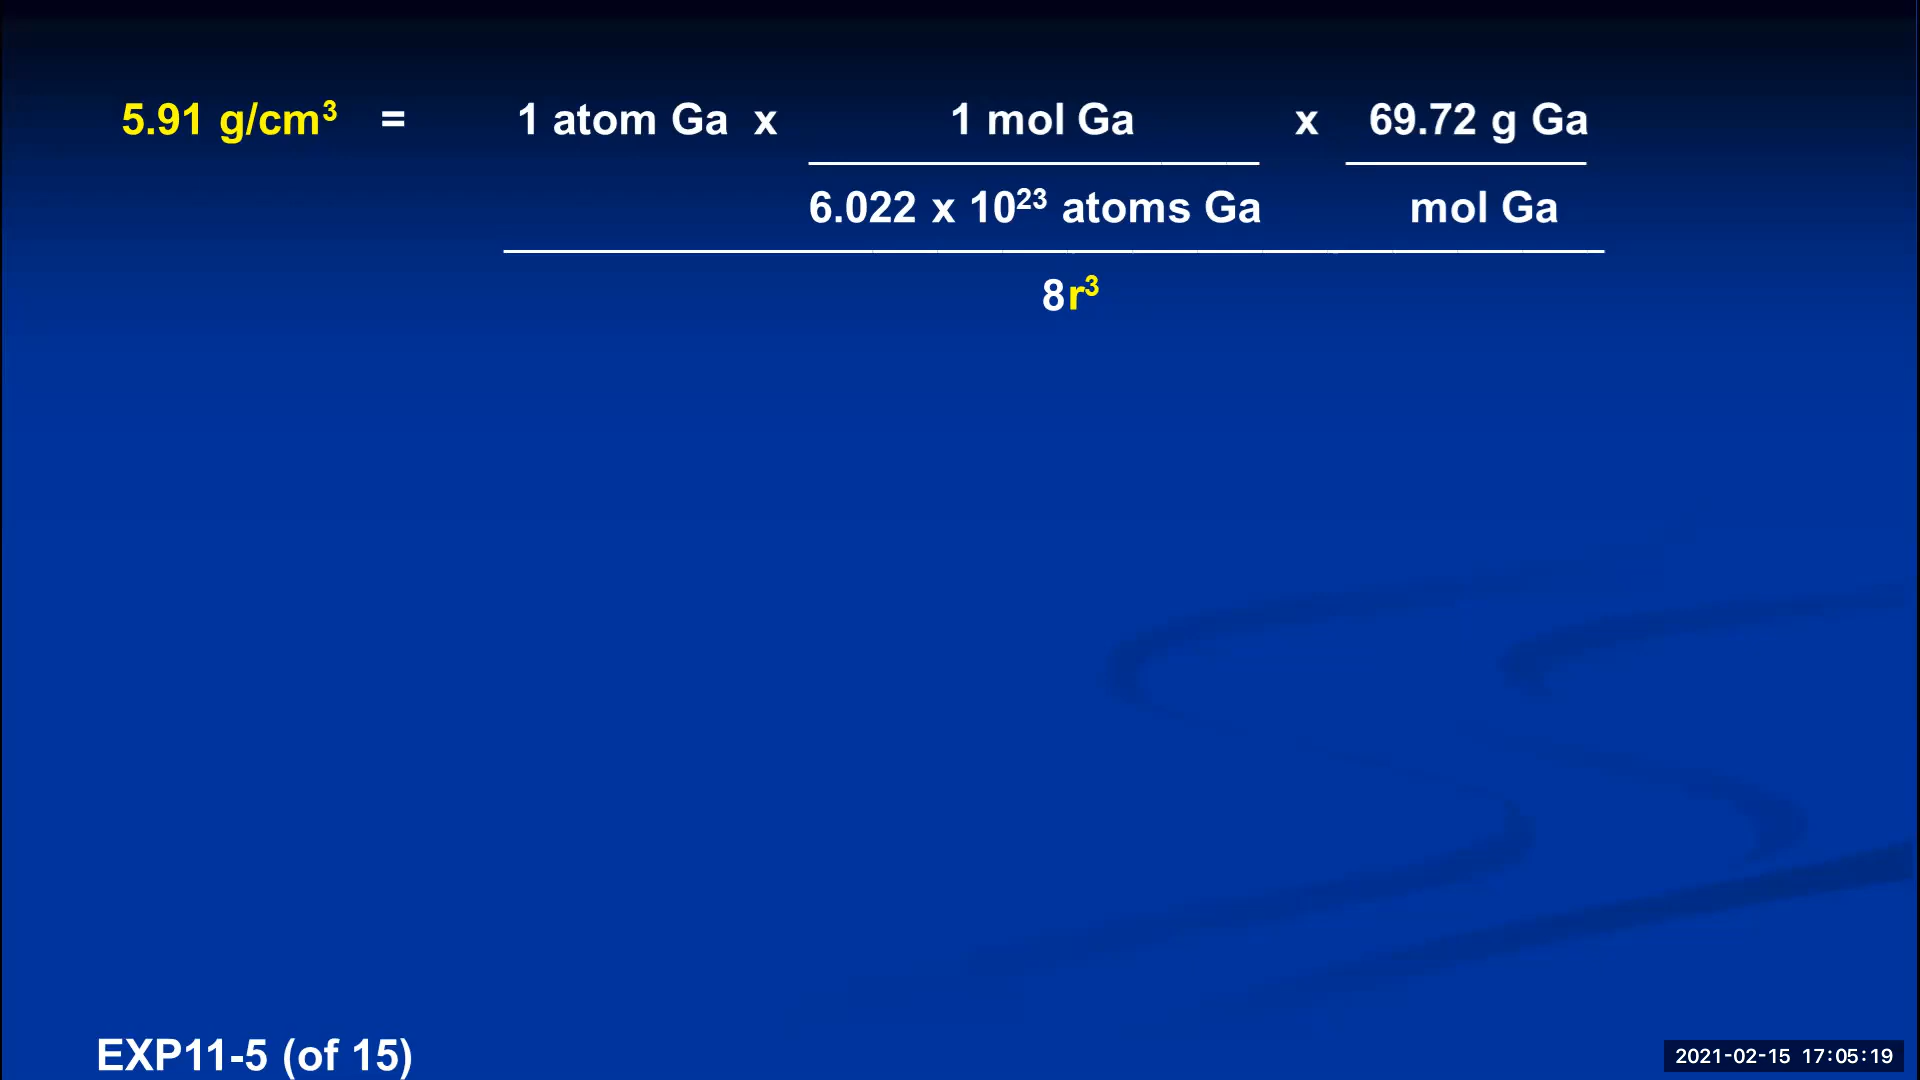 5.91 g/cm³ = 1 atom Ga x 1 mol Ga x 69.72 g Ga
6.022 x 10²³ atoms Ga mol Ga
8r³
EXP11-5 (of 15)
2021-02-15 17:05:19